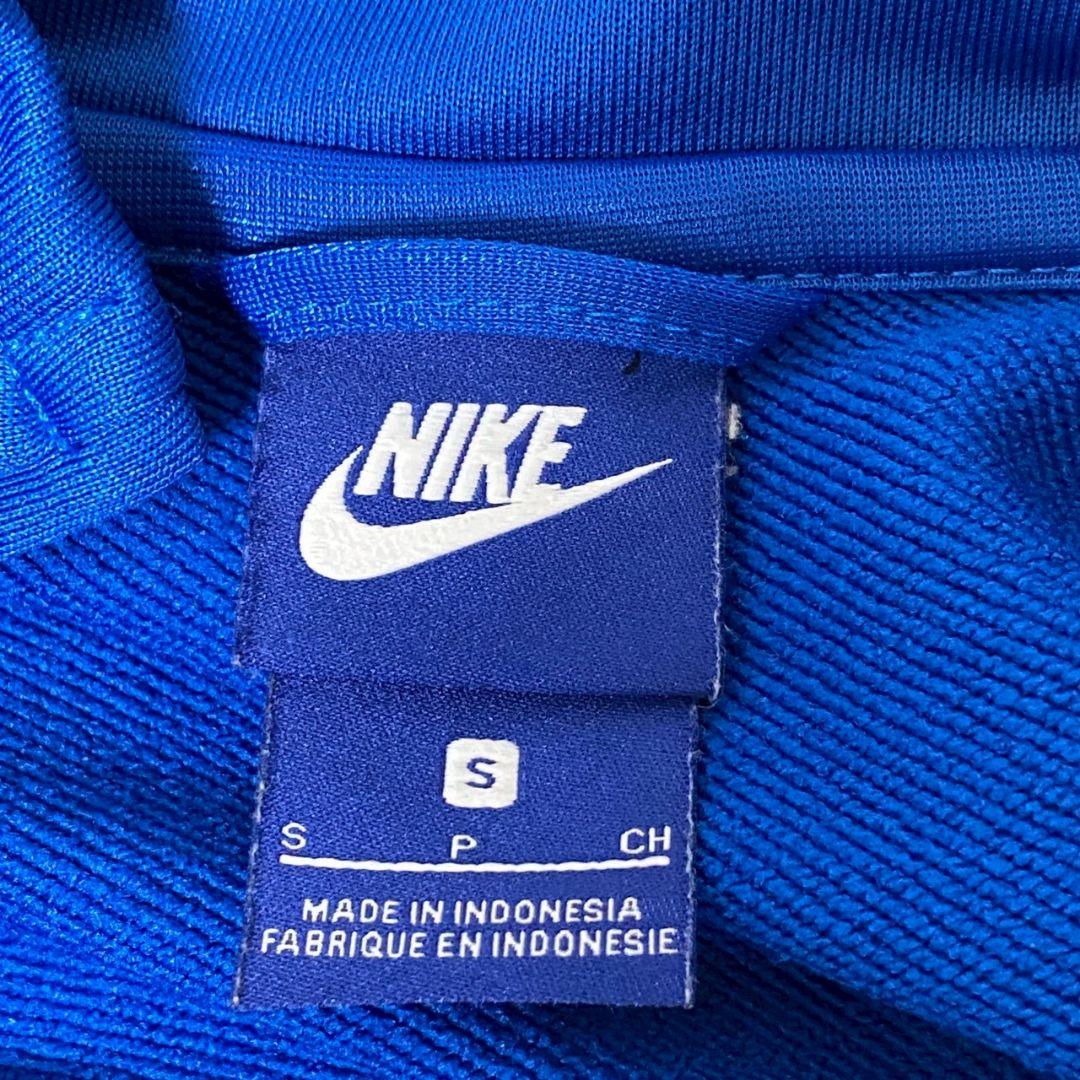 NIKE
S
S P CH
MADE IN INDONESIA
FABRIQUE EN INDONESIE